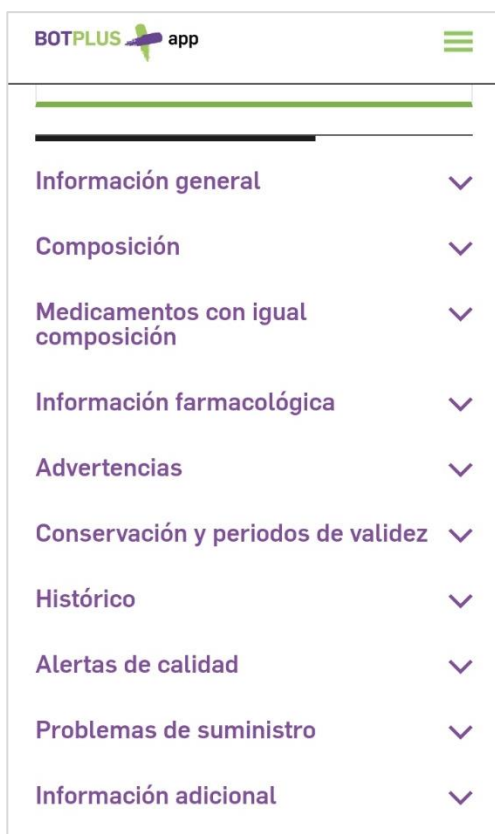 BOTPLUS app
Información general
Composición
Medicamentos con igual
composición
Información farmacológica
Advertencias
Conservación y periodos de validez
Histórico
Alertas de calidad
Problemas de suministro
Información adicional